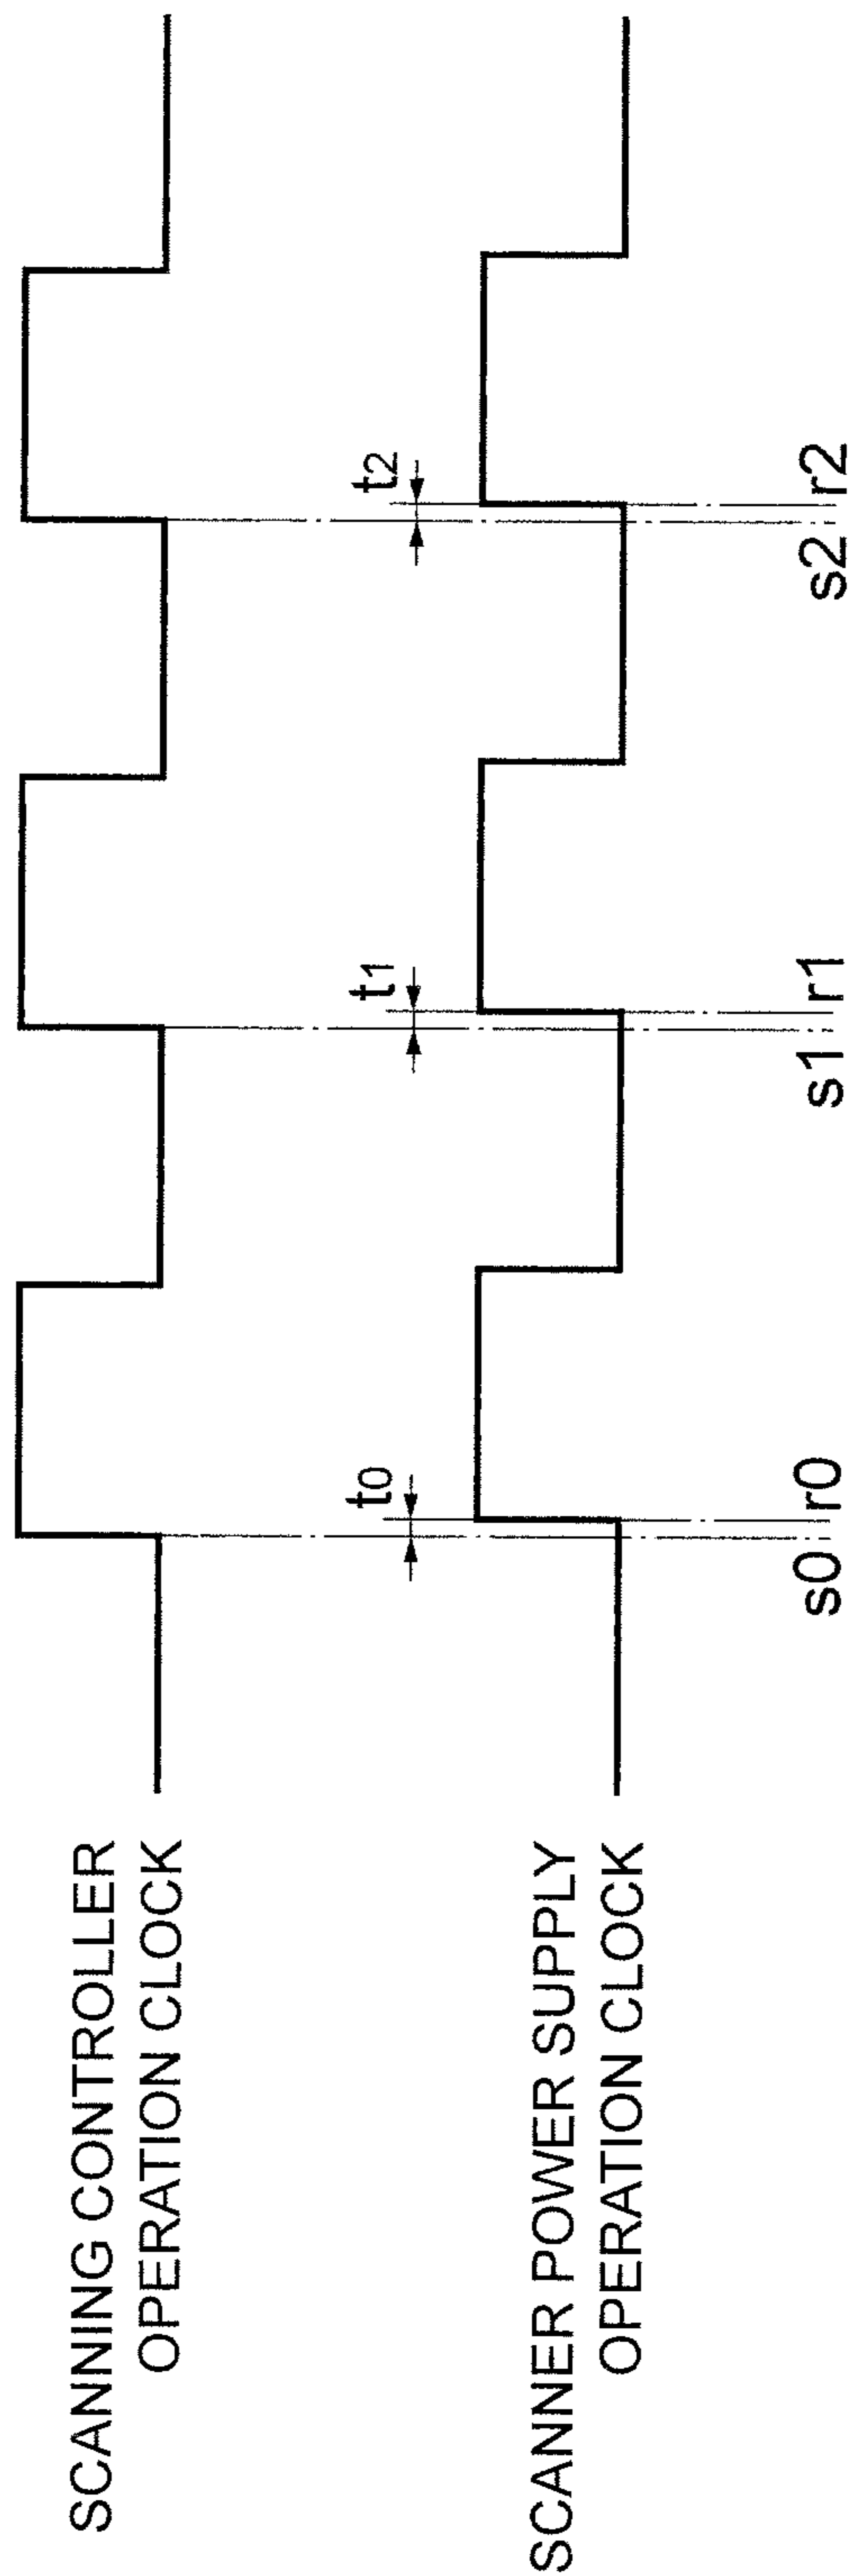 SCANNING CONTROLLER
OPERATION CLOCK
t0
t1
t2
SCANNER POWER SUPPLY
OPERATION CLOCK
s0 r0
s1 r1
s2 r2